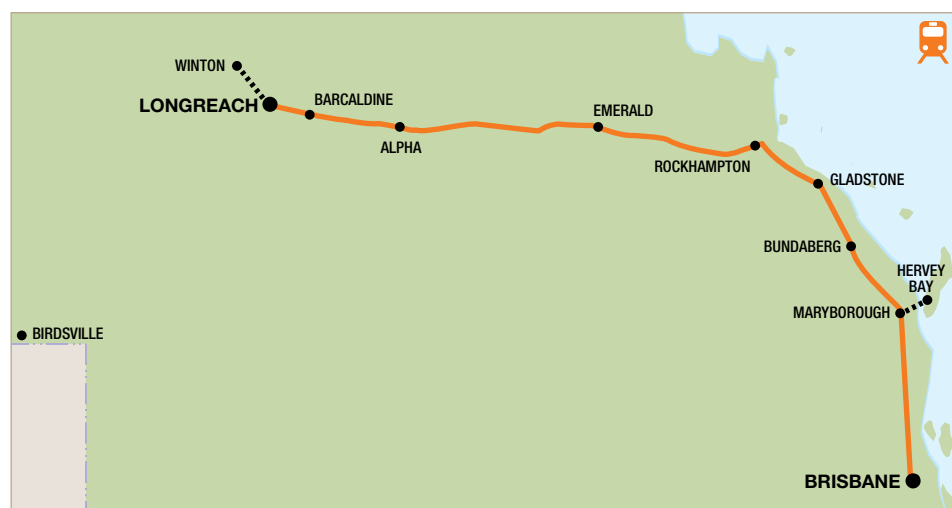 WINTON
LONGREACH
BARCALDINE
ALPHA
EMERALD
ROCKHAMPTON
GLADSTONE
BUNDABERG
HERVEY
BAY
MARYBOROUGH
BIRDSVILLE
BRISBANE